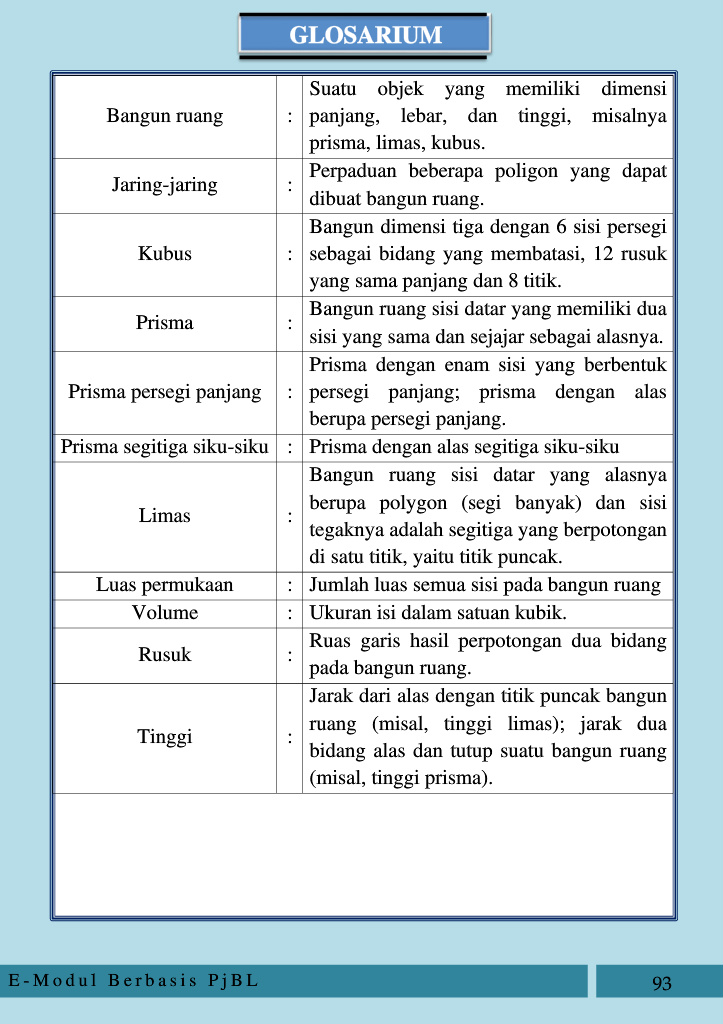 GLOSARIUM
Bangun ruang : Suatu objek yang memiliki dimensi
panjang, lebar, dan tinggi, misalnya
prisma, limas, kubus.
Jaring-jaring : Perpaduan beberapa poligon yang dapat
dibuat bangun ruang.
Kubus : Bangun dimensi tiga dengan 6 sisi persegi
sebagai bidang yang membatasi, 12 rusuk
yang sama panjang dan 8 titik.
Prisma : Bangun ruang sisi datar yang memiliki dua
sisi yang sama dan sejajar sebagai alasnya.
Prisma persegi panjang : Prisma dengan enam sisi yang berbentuk
persegi panjang; prisma dengan alas
berupa persegi panjang.
Prisma segitiga siku-siku : Prisma dengan alas segitiga siku-siku
Limas : Bangun ruang sisi datar yang alasnya
berupa polygon (segi banyak) dan sisi
tegaknya adalah segitiga yang berpotongan
di satu titik, yaitu titik puncak.
Luas permukaan : Jumlah luas semua sisi pada bangun ruang
Volume : Ukuran isi dalam satuan kubik.
Rusuk : Ruas garis hasil perpotongan dua bidang
pada bangun ruang.
Tinggi : Jarak dari alas dengan titik puncak bangun
ruang (misal, tinggi limas); jarak dua
bidang alas dan tutup suatu bangun ruang
(misal, tinggi prisma).
E-Modul Berbasis PjBL 93